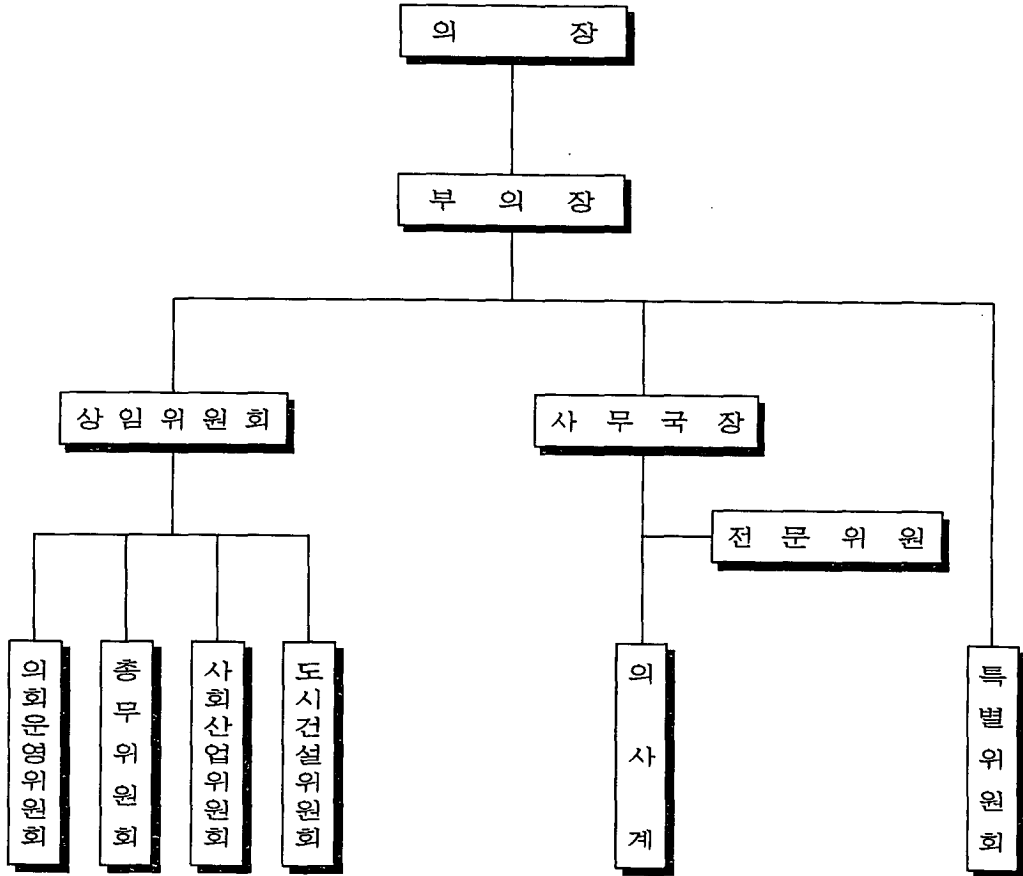 의 장
부 의 장
상 임 위 원 회
사 무 국 장
전 문 위 원
의회운영위원회
총무위원회
사회산업위원회
도시건설위원회
의사계
특별위원회